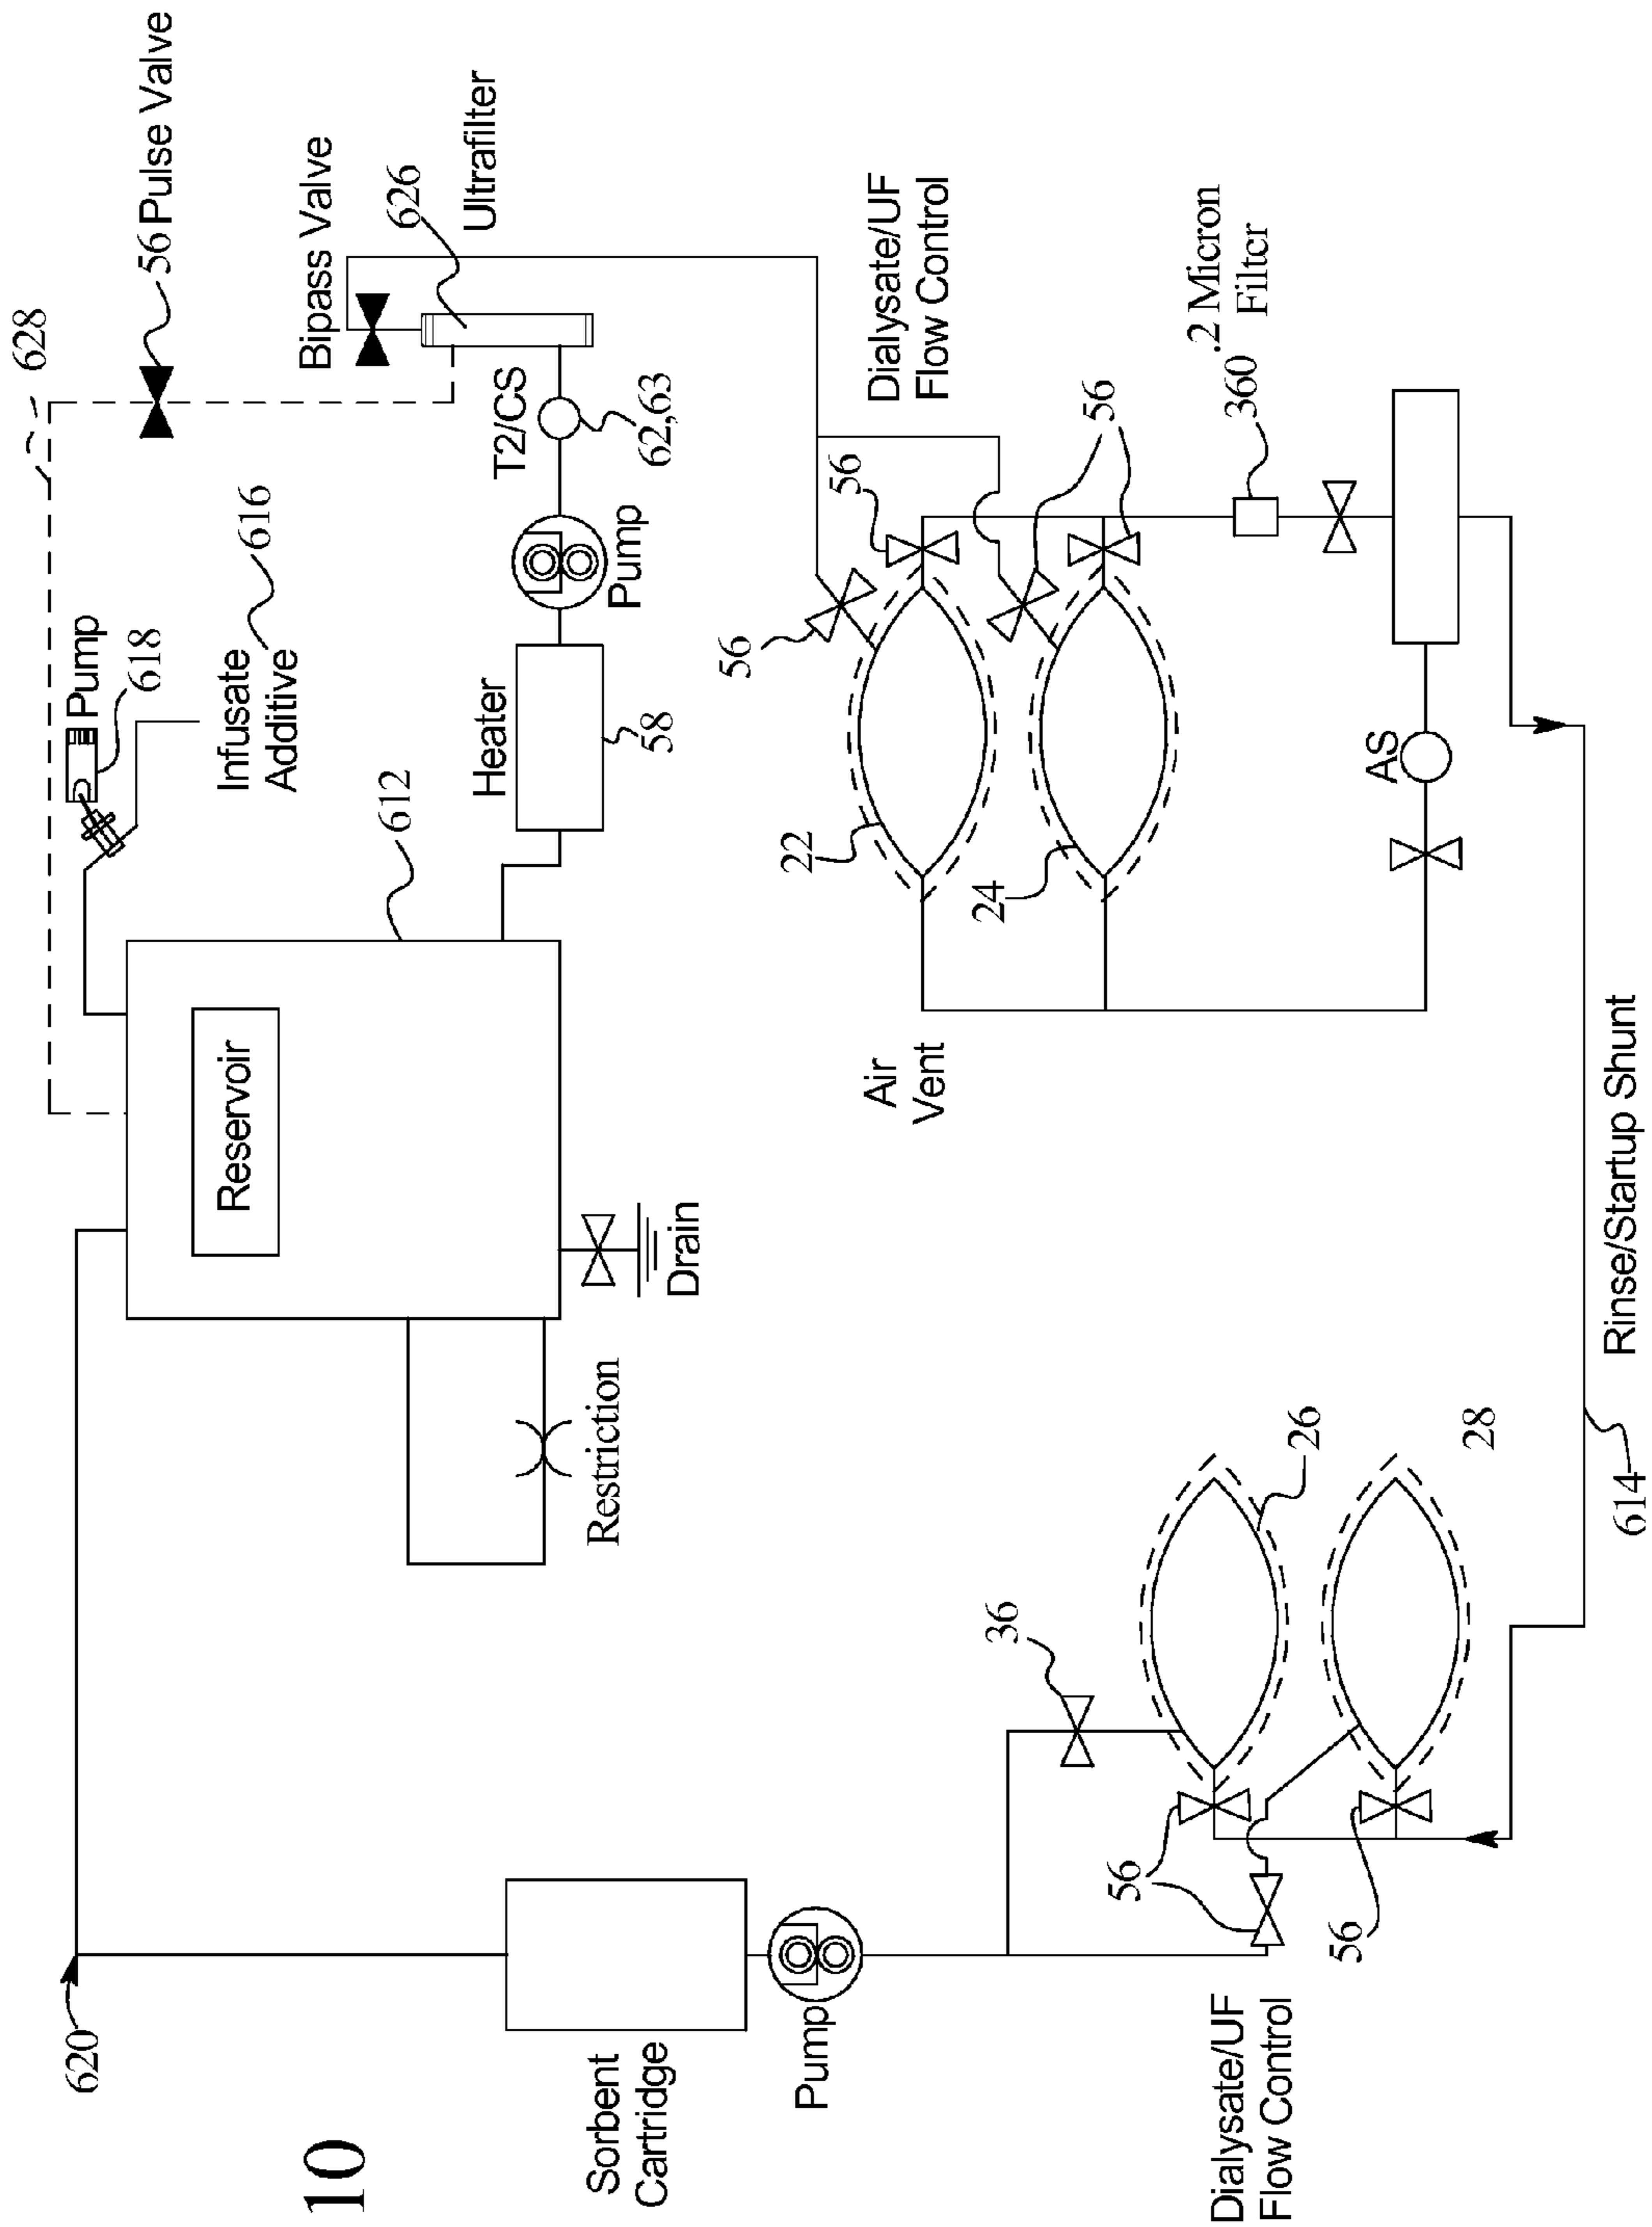 10
620
Sorbent
Cartridge
Pump
Dialysate/UF
Flow Control
56
56
36
26
28
614
Rinse/Startup Shunt
Restriction
Drain
Reservoir
612
Pump
618
Infusate
Additive
616
628
56 Pulse Valve
Heater
58
Pump
T2/CS
62,63
Bipass Valve
626
Ultrafilter
Dialysate/UF
Flow Control
56
56
56
22
24
Air
Vent
AS
360
.2 Micron
Filter